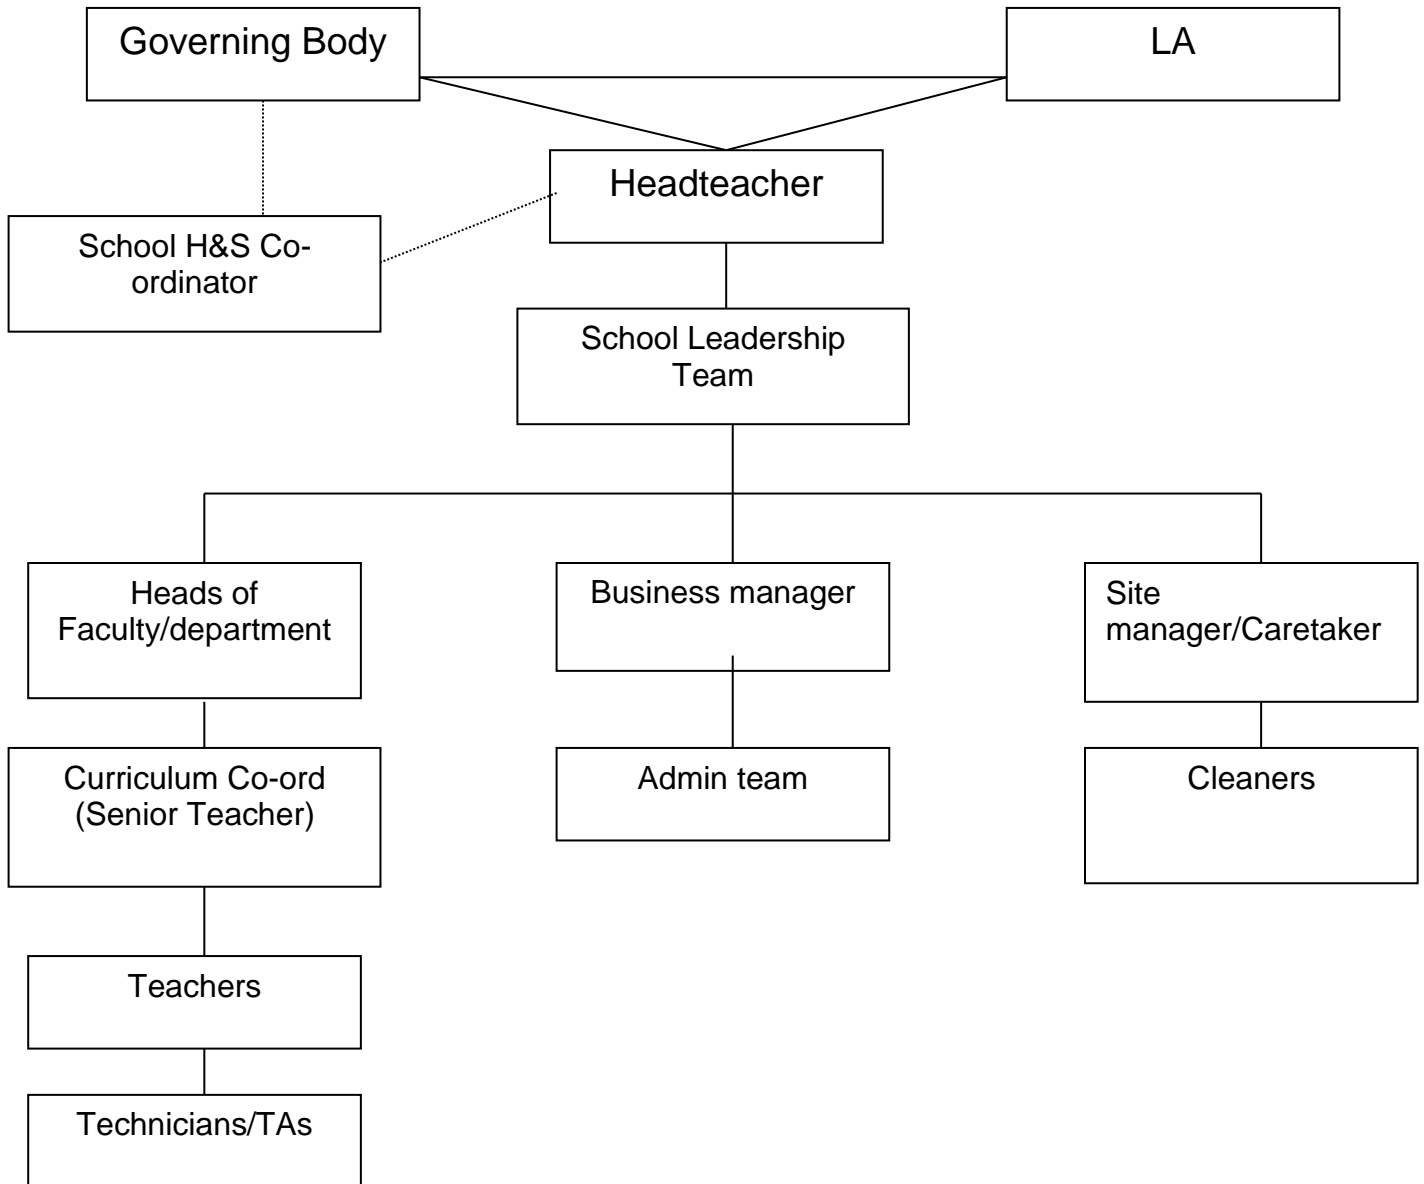 Governing Body
LA
Headteacher
School H&S Co-
ordinator
School Leadership
Team
Heads of
Faculty/department
Business manager
Site
manager/Caretaker
Curriculum Co-ord
(Senior Teacher)
Admin team
Cleaners
Teachers
Technicians/TAs